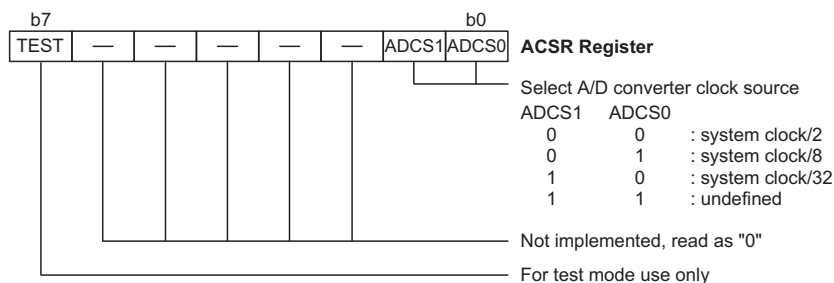 b7 b0
TEST — — — — — ADCS1 ADCS0 ACSR Register
Select A/D converter clock source
ADCS1 ADCS0
0 0 : system clock/2
0 1 : system clock/8
1 0 : system clock/32
1 1 : undefined
Not implemented, read as "0"
For test mode use only